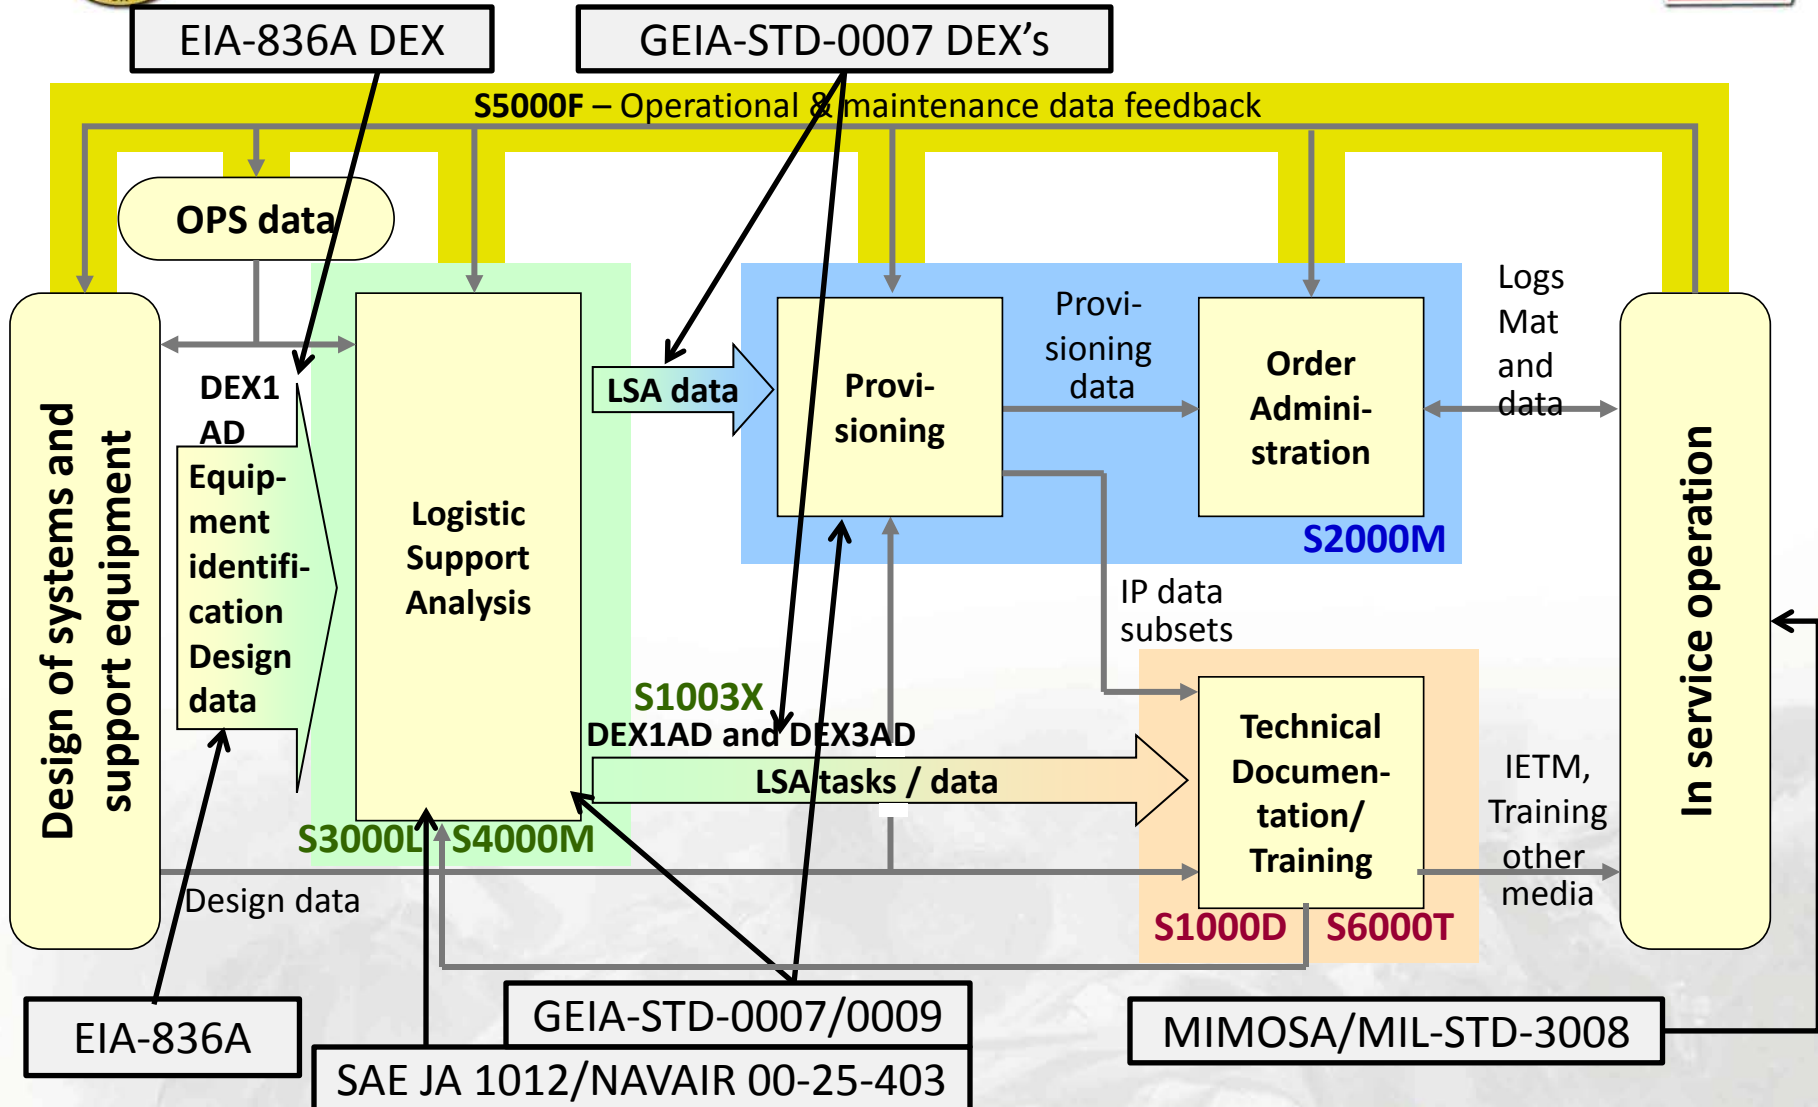 EIA-836A DEX
GEIA-STD-0007 DEX’s
S5000F – Operational & maintenance data feedback
OPS data
Design of systems and
support equipment
DEX1
AD
Equip-
ment
identifi-
cation
Design
data
Logistic
Support
Analysis
S3000L
S4000M
LSA data
Provi-
sioning
Provi-
sioning
data
Order
Admini-
stration
S2000M
Logs
Mat
and
data
In service operation
IP data
subsets
S1003X
DEX1AD and DEX3AD
LSA tasks / data
Technical
Documen-
tation/
Training
S1000D
S6000T
IETM,
Training
other
media
Design data
EIA-836A
GEIA-STD-0007/0009
SAE JA 1012/NAVAIR 00-25-403
MIMOSA/MIL-STD-3008